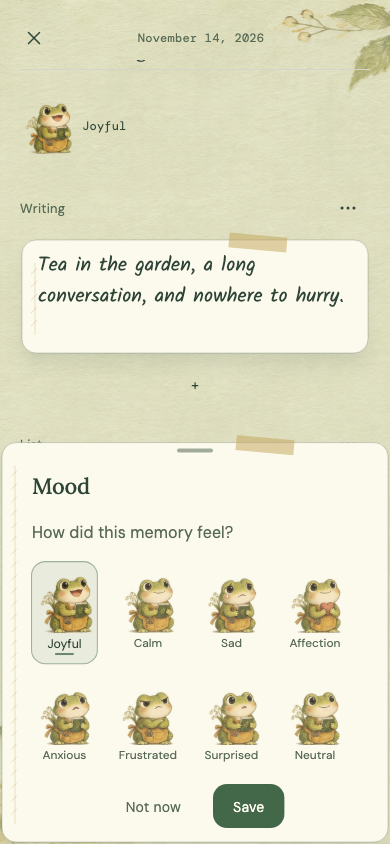 November 14, 2026
Joyful
Writing
Tea in the garden, a long
conversation, and nowhere to hurry.
+
Mood
How did this memory feel?
Joyful
Calm
Sad
Affection
Anxious
Frustrated
Surprised
Neutral
Not now
Save